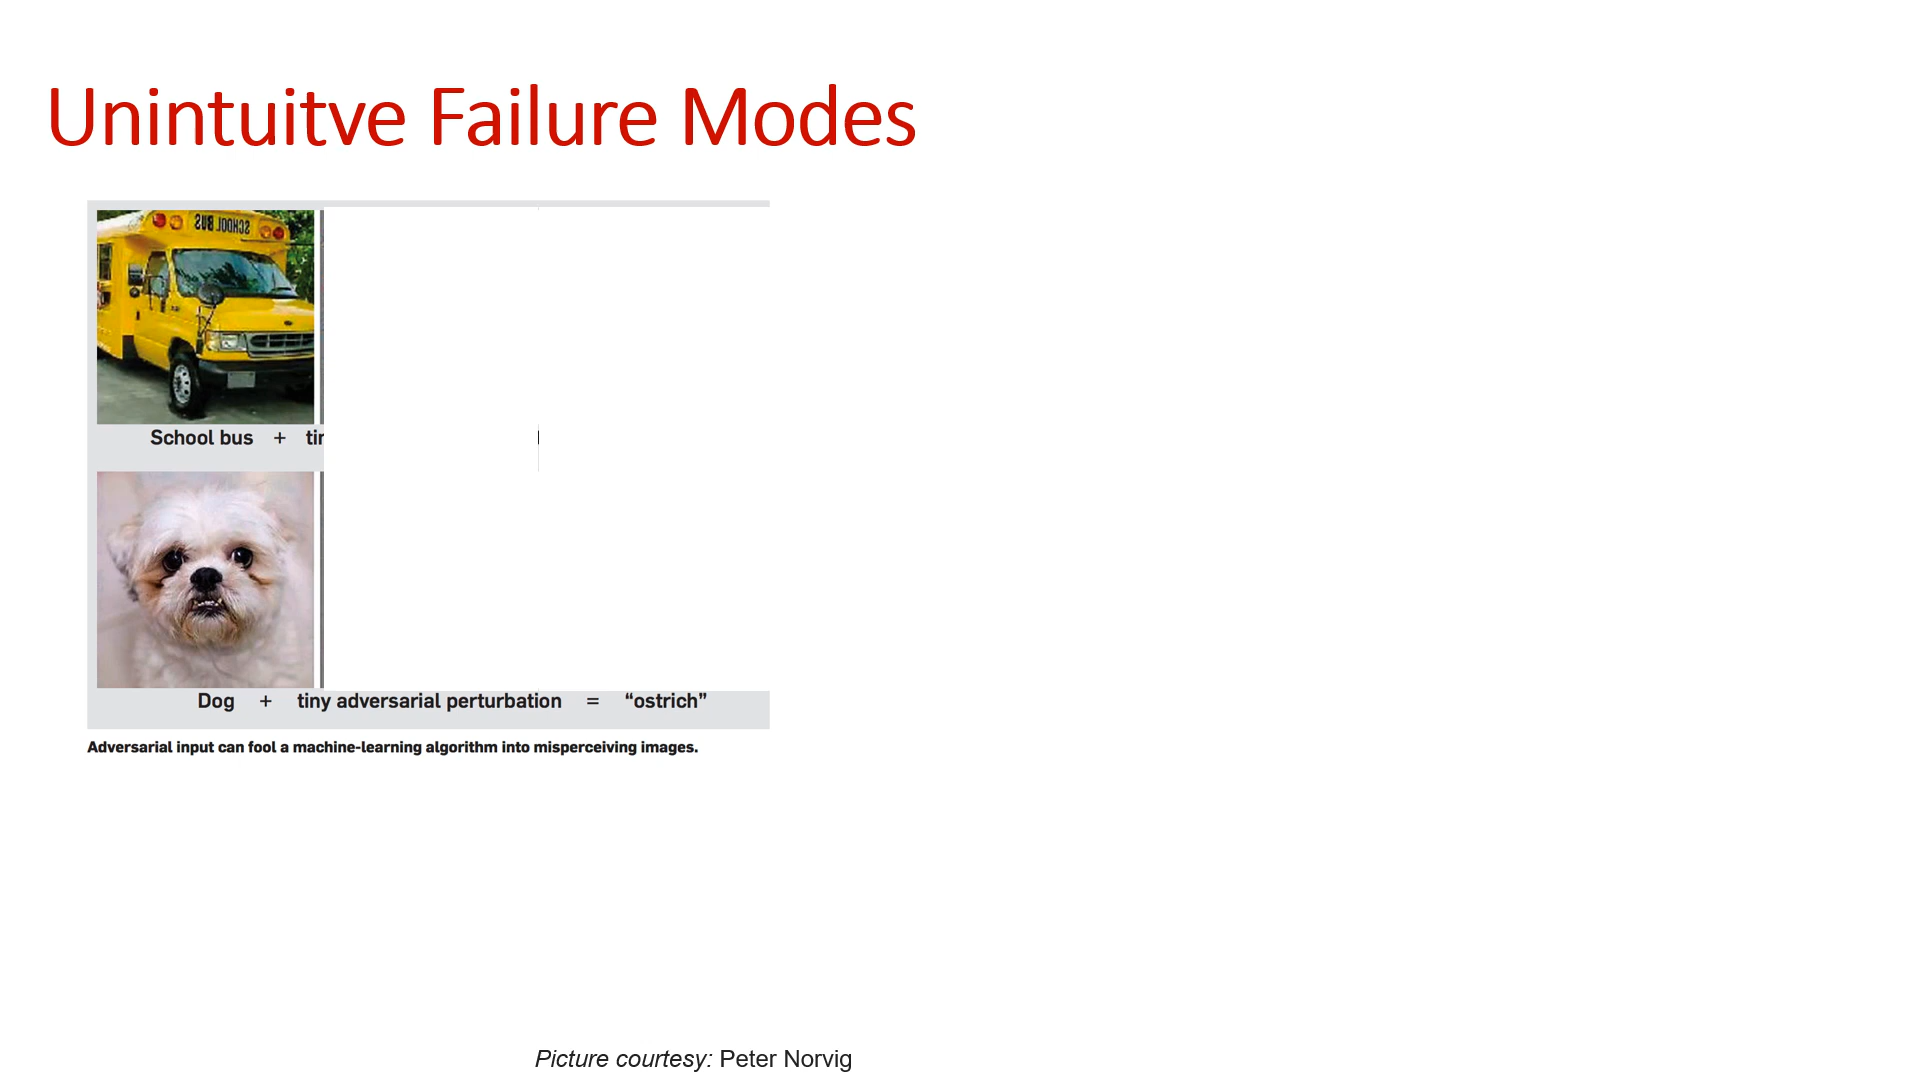 Unintuitve Failure Modes
SCHOOL BUS
School bus +
Dog + tiny adversarial perturbation = “ostrich”
Adversarial input can fool a machine-learning algorithm into misperceiving images.
Picture courtesy: Peter Norvig